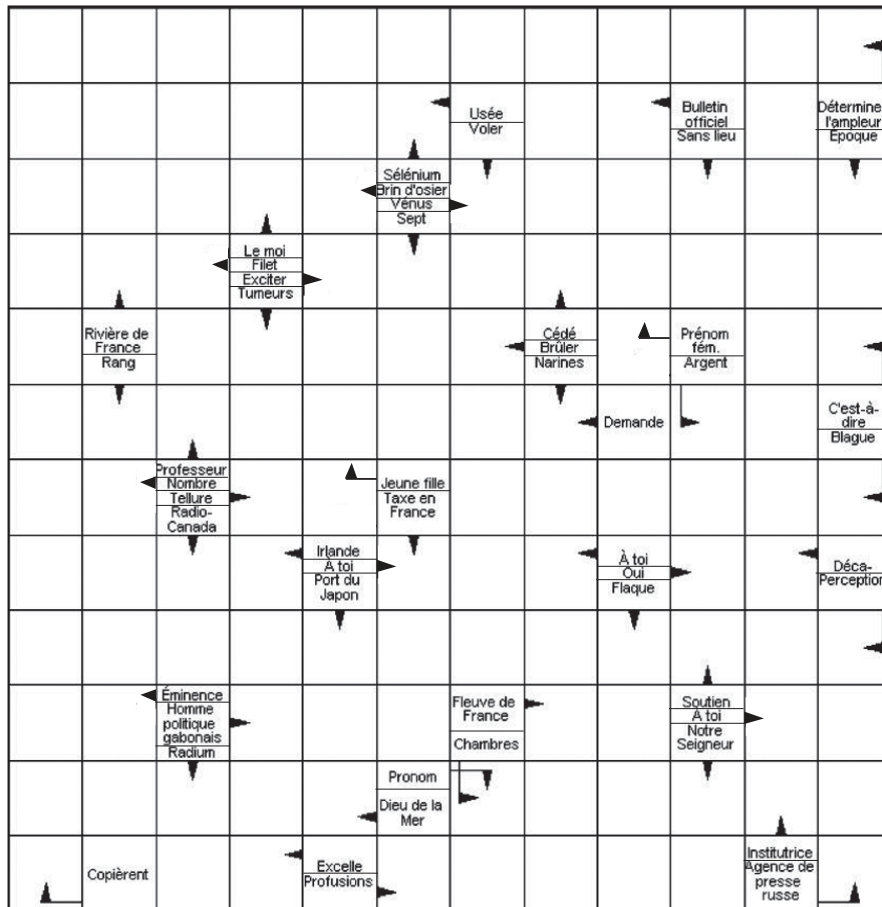 Usée
Voler
Bulletin
officiel
Sans lieu
Détermine
l'ampleur
Époque
Sélénium
Brin d'osier
Vénus
Sept
Le moi
Filet
Exciter
Tumeurs
Rivière de
France
Rang
Cédé
Brûler
Narines
Prénom
fém.
Argent
Demande
C'est-à-
dire
Blague
Professeur
Nombre
Tellure
Radio-
Canada
Jeune fille
Taxe en
France
Irlande
À toi
Port du
Japon
À toi
Oui
Flaque
Déca-
Perception
Éminence
Homme
politique
gabonais
Radium
Fleuve de
France
Chambres
Soutien
À toi
Notre
Seigneur
Pronom
Dieu de la
Mer
Copièrent
Excelle
Profusions
Institutrice
Agence de
presse
russe